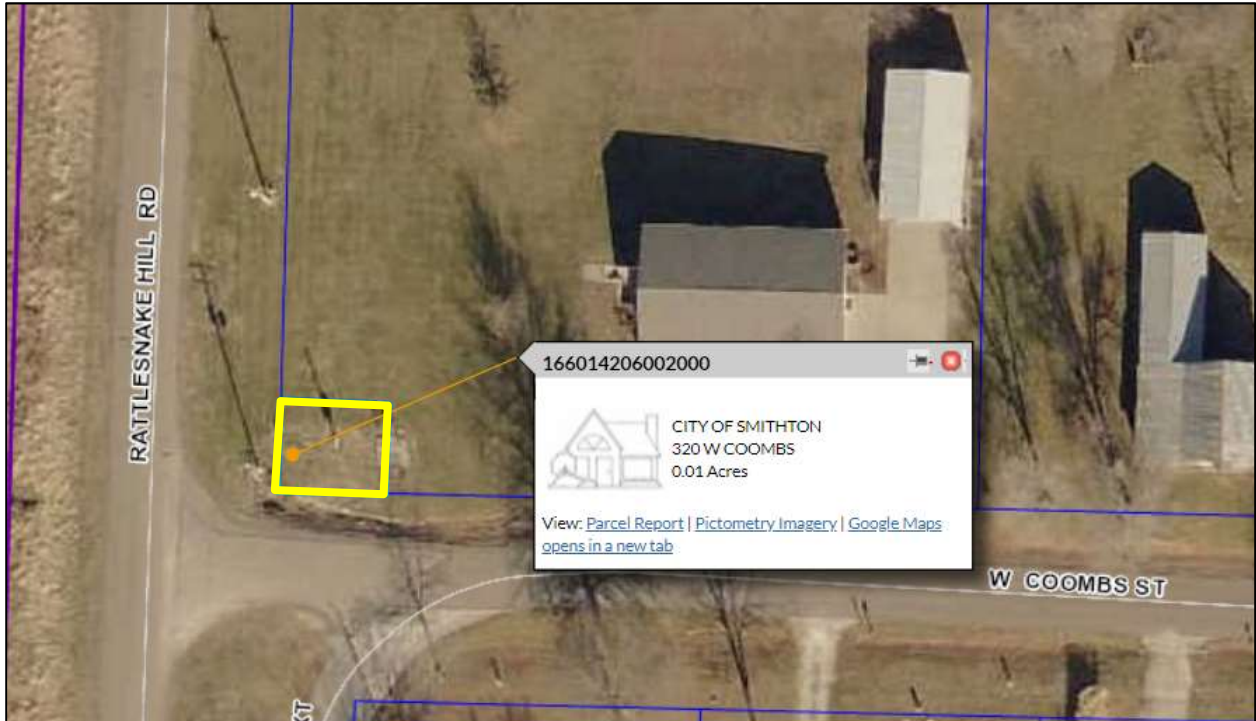 RATTLESNAKE HILL RD
166014206002000
CITY OF SMITHTON
320 W COOMBS
0.01 Acres
View: Parcel Report | Pictometry Imagery | Google Maps
opens in a new tab
W COOMBS ST